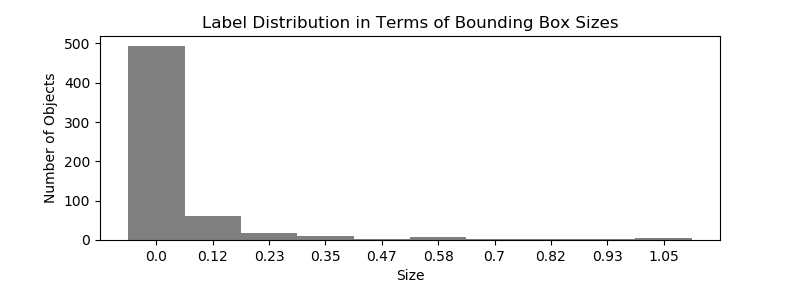 Label Distribution in Terms of Bounding Box Sizes
500
400
300
200
100
0
Number of Objects
0.0 0.12 0.23 0.35 0.47 0.58 0.7 0.82 0.93 1.05
Size